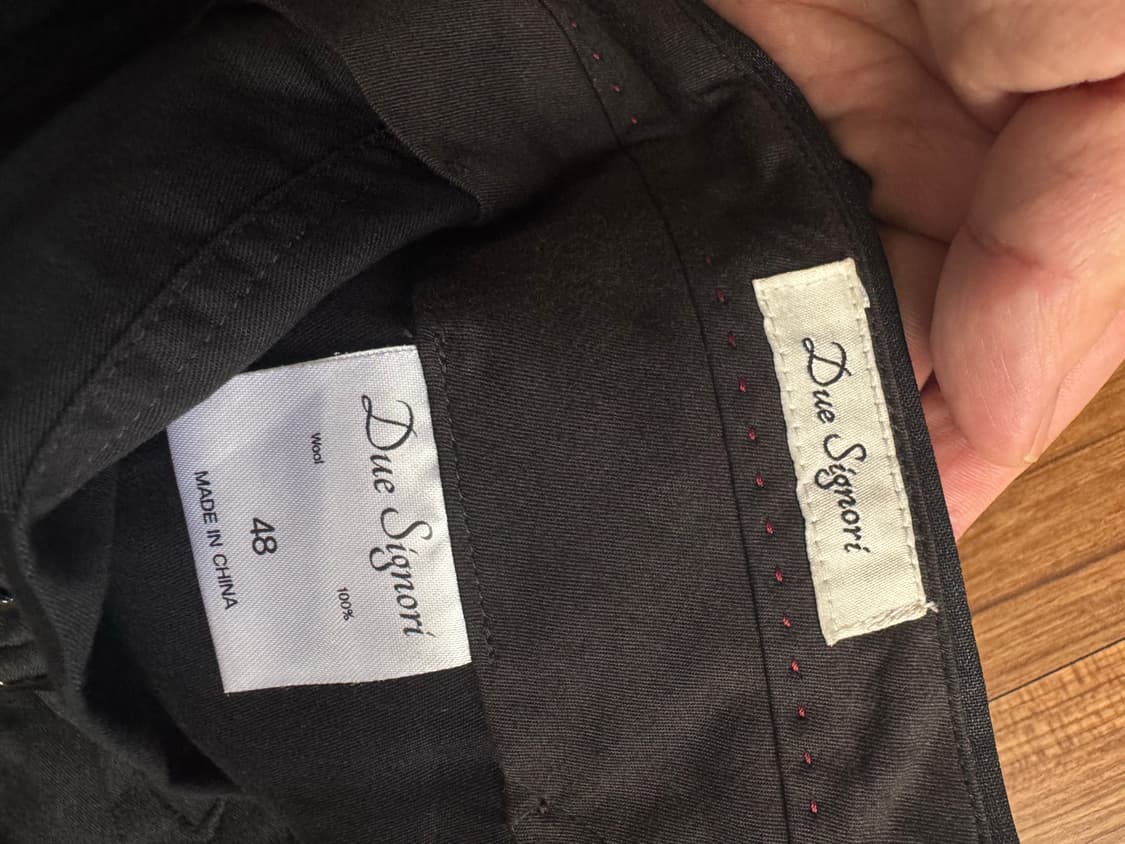 Due Signori
Due Signori
100%
Wool
48
MADE IN CHINA